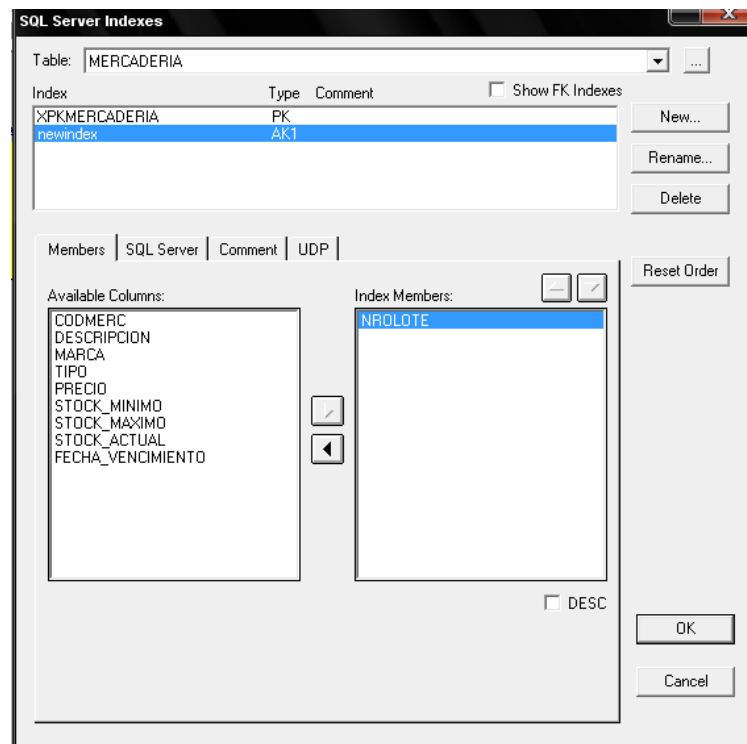 SQL Server Indexes
Table: MERCADERIA ...
Index Type Comment Show FK Indexes
XPKMERCADERIA PK
newindex AK1
New...
Rename...
Delete
Members SQL Server Comment UDP
Reset Order
Available Columns: Index Members:
CODMERC NROLOTE
DESCRIPCION
MARCA
TIPO
PRECIO
STOCK_MINIMO
STOCK_MAXIMO
STOCK_ACTUAL
FECHA_VENCIMIENTO
DESC
OK
Cancel